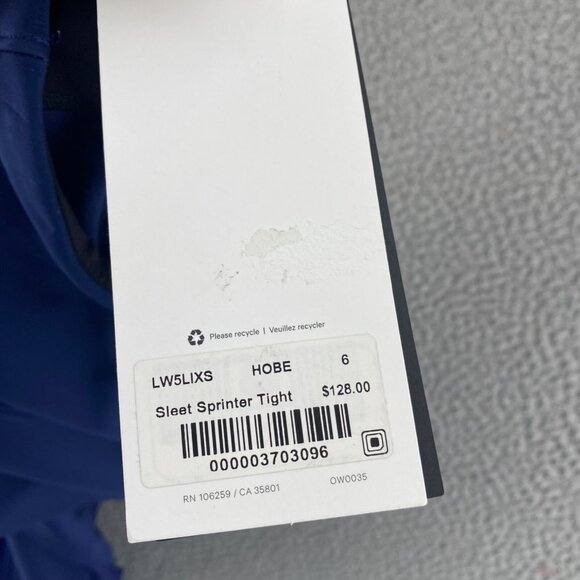 Please recycle | Veuillez recycler
LW5LIXS HOBE 6
Sleet Sprinter Tight $128.00
000003703096
RN 106259 / CA 35801 OW0035